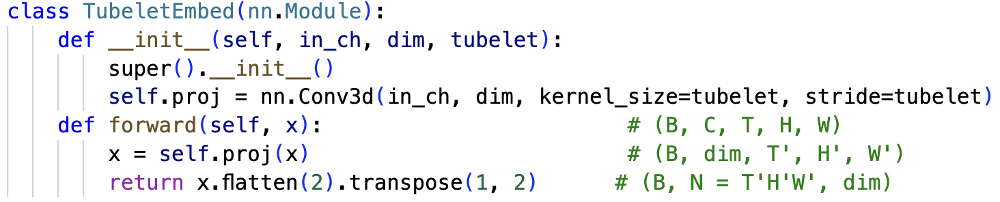 class TubeletEmbed(nn.Module):
    def __init__(self, in_ch, dim, tubelet):
        super().__init__()
        self.proj = nn.Conv3d(in_ch, dim, kernel_size=tubelet, stride=tubelet)
    def forward(self, x):                        # (B, C, T, H, W)
        x = self.proj(x)                         # (B, dim, T', H', W')
        return x.flatten(2).transpose(1, 2)      # (B, N = T'H'W', dim)